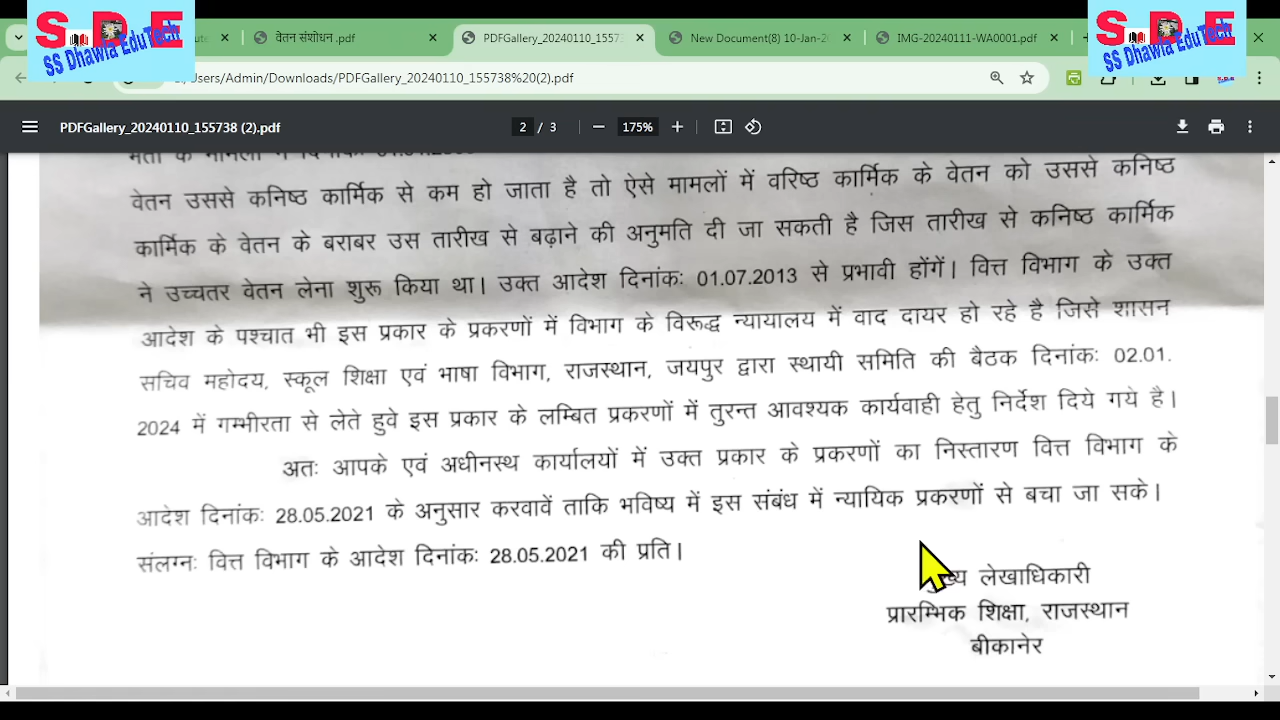 S D E
SS Dhawla EduTech
वेतन संशोधन .pdf
PDFGallery_20240110_1557
New Document(8) 10-Jan-20
IMG-20240111-WA0001.pdf
S D E
SS Dhawla EduTech
/Users/Admin/Downloads/PDFGallery_20240110_155738%20(2).pdf
PDFGallery_20240110_155738 (2).pdf
2 / 3
175%
वेतन उससे कनिष्ठ कार्मिक से कम हो जाता है तो ऐसे मामलों में वरिष्ठ कार्मिक के वेतन को उससे कनिष्ठ
कार्मिक के वेतन के बराबर उस तारीख से बढ़ाने की अनुमति दी जा सकती है जिस तारीख से कनिष्ठ कार्मिक
ने उच्चतर वेतन लेना शुरू किया था। उक्त आदेश दिनांकः 01.07.2013 से प्रभावी होंगें। वित्त विभाग के उक्त
आदेश के पश्चात भी इस प्रकार के प्रकरणों में विभाग के विरूद्ध न्यायालय में वाद दायर हो रहे है जिसे शासन
सचिव महोदय, स्कूल शिक्षा एवं भाषा विभाग, राजस्थान, जयपुर द्वारा स्थायी समिति की बैठक दिनांकः 02.01.
2024 में गम्भीरता से लेते हुवे इस प्रकार के लम्बित प्रकरणों में तुरन्त आवश्यक कार्यवाही हेतु निर्देश दिये गये है।
अतः आपके एवं अधीनस्थ कार्यालयों में उक्त प्रकार के प्रकरणों का निस्तारण वित्त विभाग के
आदेश दिनांकः 28.05.2021 के अनुसार करवावें ताकि भविष्य में इस संबंध में न्यायिक प्रकरणों से बचा जा सके।
संलग्नः वित्त विभाग के आदेश दिनांकः 28.05.2021 की प्रति।
लेखाधिकारी
प्रारम्भिक शिक्षा, राजस्थान
बीकानेर